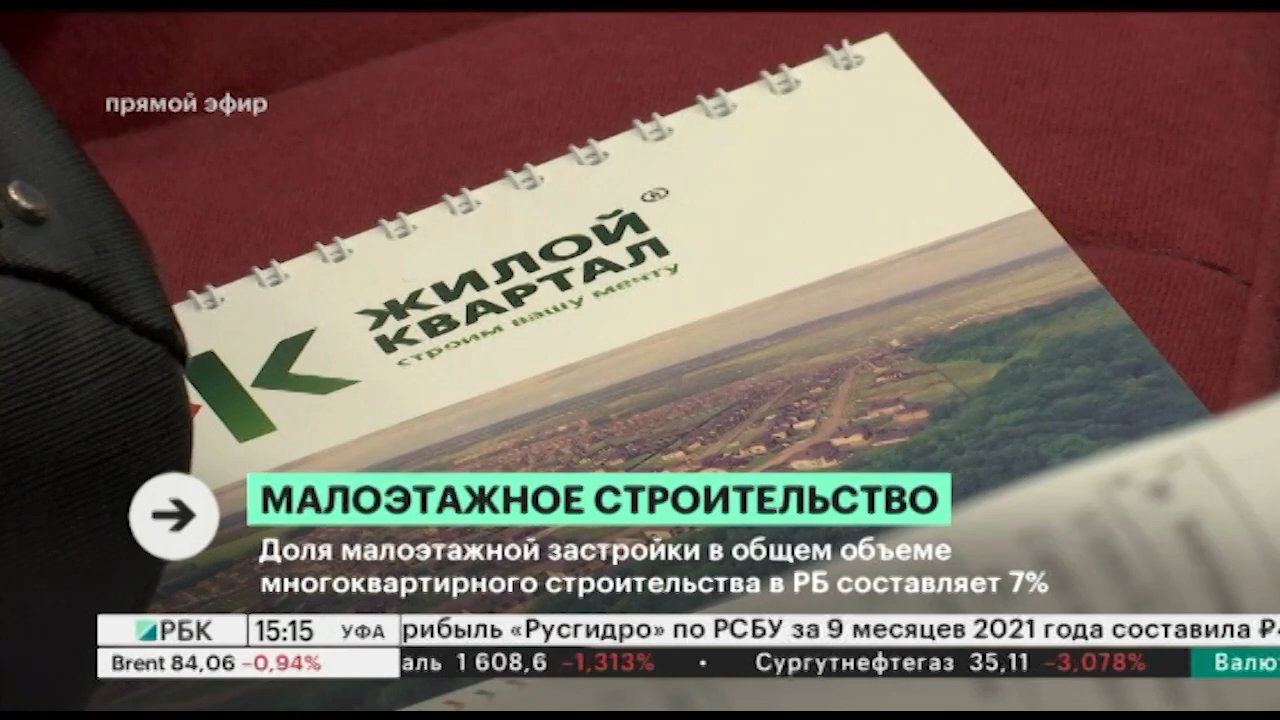 прямой эфир
ЖИЛОЙ
КВАРТАЛ
®
строим вашу мечту
К
МАЛОЭТАЖНОЕ СТРОИТЕЛЬСТВО
Доля малоэтажной застройки в общем объеме
многоквартирного строительства в РБ составляет 7%
РБК 15:15 УФА рибыль «Русгидро» по РСБУ за 9 месяцев 2021 года составила ₽
Brent 84,06 -0,94% аль 1 608,6 -1,313% · Сургутнефтегаз 35,11 -3,078% Валю